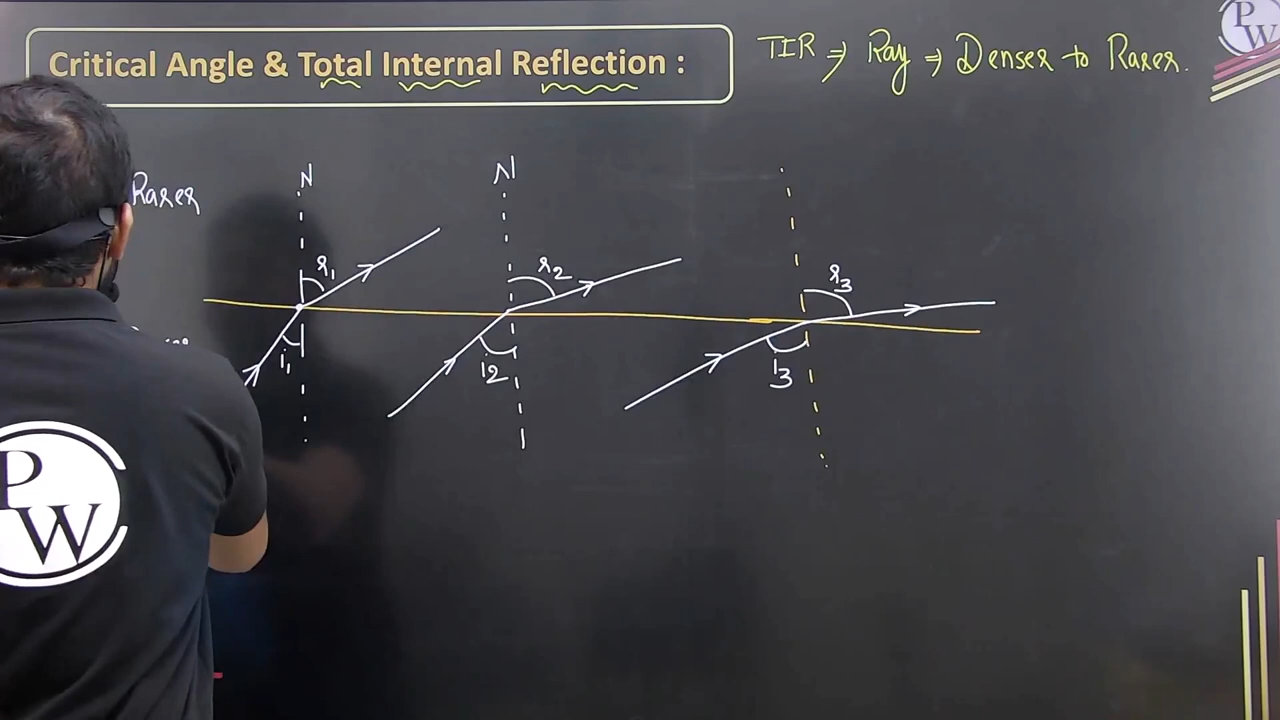 Critical Angle & Total Internal Reflection :
TIR ⇒ Ray ⇒ Denser to Rarer.
PW
Rarer
N
N
r1
r2
r3
i1
i2
i3
PW